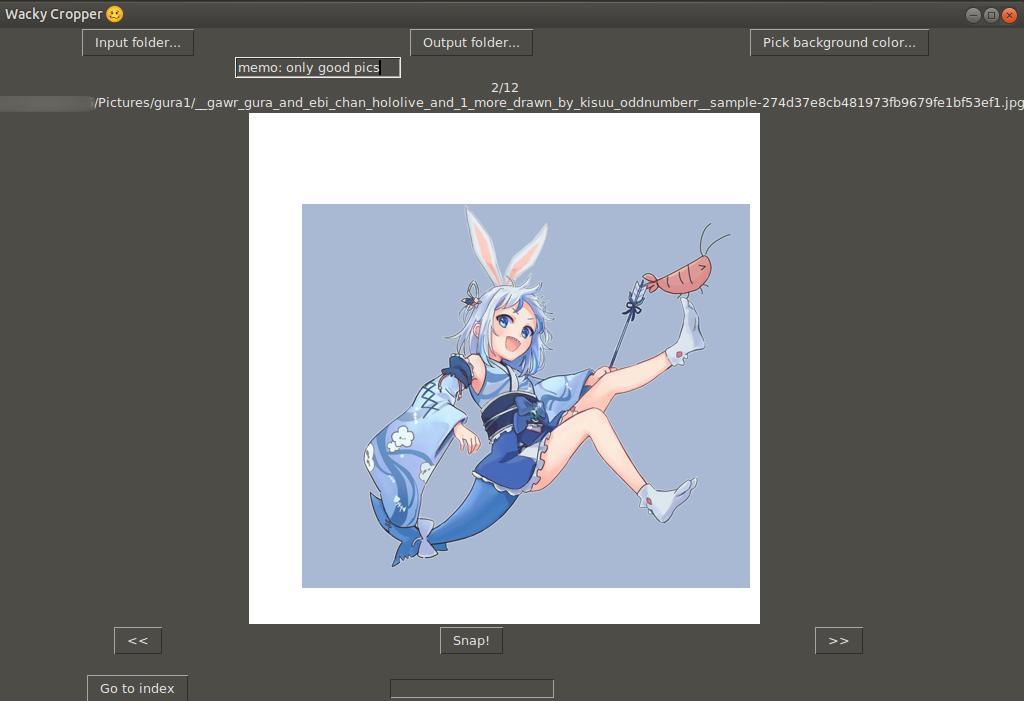 Wacky Cropper 🥴
Input folder...
Output folder...
Pick background color...
memo: only good pics
2/12
/Pictures/gura1/__gawr_gura_and_ebi_chan_hololive_and_1_more_drawn_by_kisuu_oddnumberr__sample-274d37e8cb481973fb9679fe1bf53ef1.jpg
<<
Snap!
>>
Go to index